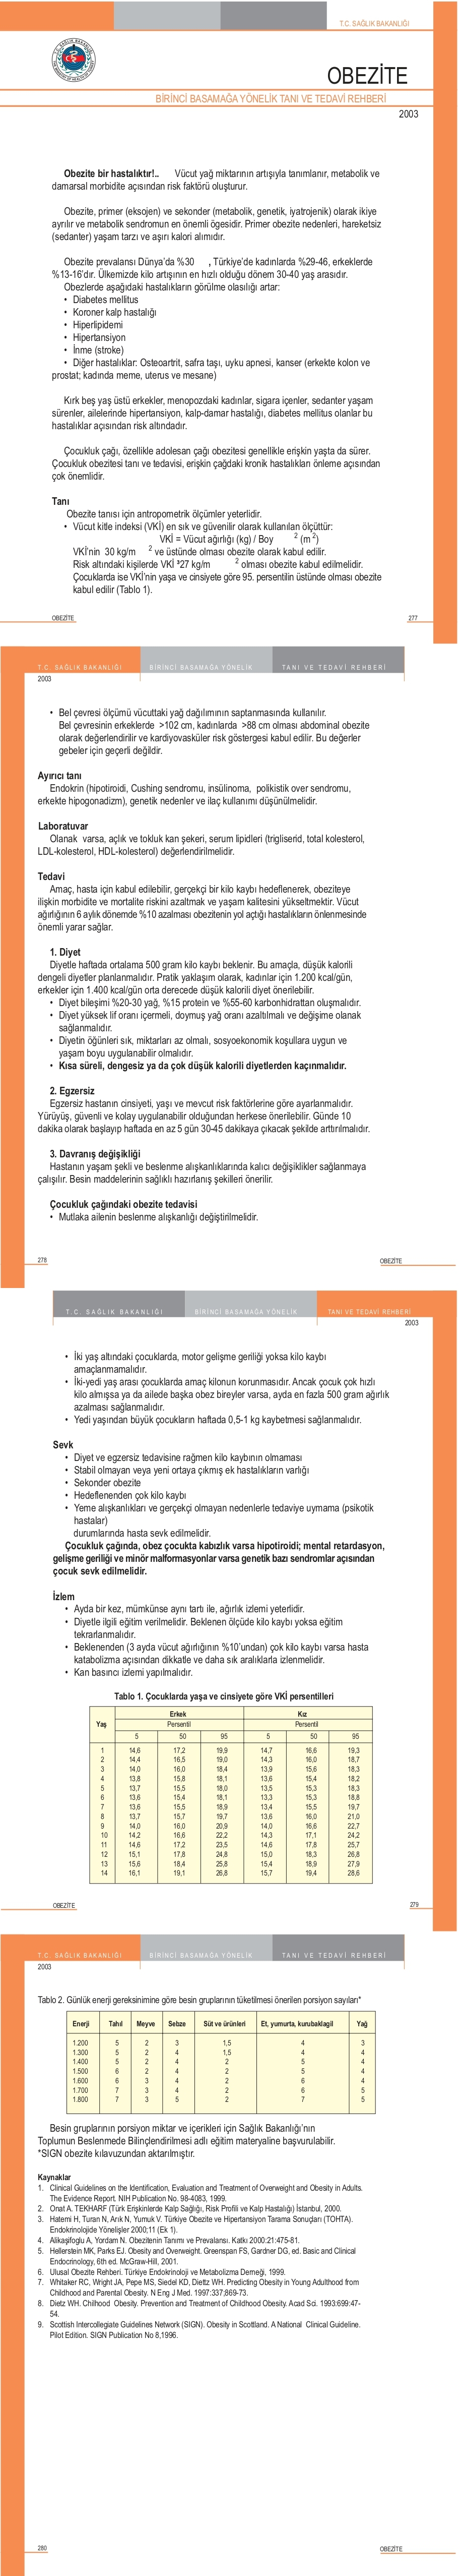 T.C. SAĞLIK BAKANLIĞI
OBEZİTE
BİRİNCİ BASAMAĞA YÖNELİK TANI VE TEDAVİ REHBERİ
2003
Obezite bir hastalıktır!.. Vücut yağ miktarının artışıyla tanımlanır, metabolik ve
damarsal morbidite açısından risk faktörü oluşturur.
Obezite, primer (eksojen) ve sekonder (metabolik, genetik, iyatrojenik) olarak ikiye
ayrılır ve metabolik sendromun en önemli ögesidir. Primer obezite nedenleri, hareketsiz
(sedanter) yaşam tarzı ve aşırı kalori alımıdır.
Obezite prevalansı Dünya'da %30 , Türkiye'de kadınlarda %29-46, erkeklerde
%13-16'dır. Ülkemizde kilo artışının en hızlı olduğu dönem 30-40 yaş arasıdır.
Obezlerde aşağıdaki hastalıkların görülme olasılığı artar:
• Diabetes mellitus
• Koroner kalp hastalığı
• Hiperlipidemi
• Hipertansiyon
• İnme (stroke)
• Diğer hastalıklar: Osteoartrit, safra taşı, uyku apnesi, kanser (erkekte kolon ve
prostat; kadında meme, uterus ve mesane)
Kırk beş yaş üstü erkekler, menopozdaki kadınlar, sigara içenler, sedanter yaşam
sürenler, ailelerinde hipertansiyon, kalp-damar hastalığı, diabetes mellitus olanlar bu
hastalıklar açısından risk altındadır.
Çocukluk çağı, özellikle adolesan çağı obezitesi genellikle erişkin yaşta da sürer.
Çocukluk obezitesi tanı ve tedavisi, erişkin çağdaki kronik hastalıkları önleme açısından
çok önemlidir.
Tanı
Obezite tanısı için antropometrik ölçümler yeterlidir.
• Vücut kitle indeksi (VKİ) en sık ve güvenilir olarak kullanılan ölçüttür:
VKİ = Vücut ağırlığı (kg) / Boy 2 (m 2)
VKİ'nin 30 kg/m 2 ve üstünde olması obezite olarak kabul edilir.
Risk altındaki kişilerde VKİ ³27 kg/m 2 olması obezite kabul edilmelidir.
Çocuklarda ise VKİ'nin yaşa ve cinsiyete göre 95. persentilin üstünde olması obezite
kabul edilir (Tablo 1).
OBEZİTE 277
T.C. SAĞLIK BAKANLIĞI BİRİNCİ BASAMAĞA YÖNELİK TANI VE TEDAVİ REHBERİ
2003
• Bel çevresi ölçümü vücuttaki yağ dağılımının saptanmasında kullanılır.
Bel çevresinin erkeklerde >102 cm, kadınlarda >88 cm olması abdominal obezite
olarak değerlendirilir ve kardiyovasküler risk göstergesi kabul edilir. Bu değerler
gebeler için geçerli değildir.
Ayırıcı tanı
Endokrin (hipotiroidi, Cushing sendromu, insülinoma, polikistik over sendromu,
erkekte hipogonadizm), genetik nedenler ve ilaç kullanımı düşünülmelidir.
Laboratuvar
Olanak varsa, açlık ve tokluk kan şekeri, serum lipidleri (trigliserid, total kolesterol,
LDL-kolesterol, HDL-kolesterol) değerlendirilmelidir.
Tedavi
Amaç, hasta için kabul edilebilir, gerçekçi bir kilo kaybı hedeflenerek, obeziteye
ilişkin morbidite ve mortalite riskini azaltmak ve yaşam kalitesini yükseltmektir. Vücut
ağırlığının 6 aylık dönemde %10 azalması obezitenin yol açtığı hastalıkların önlenmesinde
önemli yarar sağlar.
1. Diyet
Diyetle haftada ortalama 500 gram kilo kaybı beklenir. Bu amaçla, düşük kalorili
dengeli diyetler planlanmalıdır. Pratik yaklaşım olarak, kadınlar için 1.200 kcal/gün,
erkekler için 1.400 kcal/gün orta derecede düşük kalorili diyet önerilebilir.
• Diyet bileşimi %20-30 yağ, %15 protein ve %55-60 karbonhidrattan oluşmalıdır.
• Diyet yüksek lif oranı içermeli, doymuş yağ oranı azaltılmalı ve değişime olanak
sağlanmalıdır.
• Diyetin öğünleri sık, miktarları az olmalı, sosyoekonomik koşullara uygun ve
yaşam boyu uygulanabilir olmalıdır.
• Kısa süreli, dengesiz ya da çok düşük kalorili diyetlerden kaçınmalıdır.
2. Egzersiz
Egzersiz hastanın cinsiyeti, yaşı ve mevcut risk faktörlerine göre ayarlanmalıdır.
Yürüyüş, güvenli ve kolay uygulanabilir olduğundan herkese önerilebilir. Günde 10
dakika olarak başlayıp haftada en az 5 gün 30-45 dakikaya çıkacak şekilde arttırılmalıdır.
3. Davranış değişikliği
Hastanın yaşam şekli ve beslenme alışkanlıklarında kalıcı değişiklikler sağlanmaya
çalışılır. Besin maddelerinin sağlıklı hazırlanış şekilleri önerilir.
Çocukluk çağındaki obezite tedavisi
• Mutlaka ailenin beslenme alışkanlığı değiştirilmelidir.
278 OBEZİTE
T.C. SAĞLIK BAKANLIĞI BİRİNCİ BASAMAĞA YÖNELİK TANI VE TEDAVİ REHBERİ
2003
• İki yaş altındaki çocuklarda, motor gelişme geriliği yoksa kilo kaybı
amaçlanmamalıdır.
• İki-yedi yaş arası çocuklarda amaç kilonun korunmasıdır. Ancak çocuk çok hızlı
kilo almışsa ya da ailede başka obez bireyler varsa, ayda en fazla 500 gram ağırlık
azalması sağlanmalıdır.
• Yedi yaşından büyük çocukların haftada 0,5-1 kg kaybetmesi sağlanmalıdır.
Sevk
• Diyet ve egzersiz tedavisine rağmen kilo kaybının olmaması
• Stabil olmayan veya yeni ortaya çıkmış ek hastalıkların varlığı
• Sekonder obezite
• Hedeflenenden çok kilo kaybı
• Yeme alışkanlıkları ve gerçekçi olmayan nedenlerle tedaviye uymama (psikotik
hastalar)
durumlarında hasta sevk edilmelidir.
Çocukluk çağında, obez çocukta kabızlık varsa hipotiroidi; mental retardasyon,
gelişme geriliği ve minör malformasyonlar varsa genetik bazı sendromlar açısından
çocuk sevk edilmelidir.
İzlem
• Ayda bir kez, mümkünse aynı tartı ile, ağırlık izlemi yeterlidir.
• Diyetle ilgili eğitim verilmelidir. Beklenen ölçüde kilo kaybı yoksa eğitim
tekrarlanmalıdır.
• Beklenenden (3 ayda vücut ağırlığının %10'undan) çok kilo kaybı varsa hasta
katabolizma açısından dikkatle ve daha sık aralıklarla izlenmelidir.
• Kan basıncı izlemi yapılmalıdır.
Tablo 1. Çocuklarda yaşa ve cinsiyete göre VKİ persentilleri
Erkek Kız
Yaş Persentil Persentil
5 50 95 5 50 95
1 14,6 17,2 19,9 14,7 16,6 19,3
2 14,4 16,5 19,0 14,3 16,0 18,7
3 14,0 16,0 18,4 13,9 15,6 18,3
4 13,8 15,8 18,1 13,6 15,4 18,2
5 13,7 15,5 18,0 13,5 15,3 18,3
6 13,6 15,4 18,1 13,3 15,3 18,8
7 13,6 15,5 18,9 13,4 15,5 19,7
8 13,7 15,7 19,7 13,6 16,0 21,0
9 14,0 16,0 20,9 14,0 16,6 22,7
10 14,2 16,6 22,2 14,3 17,1 24,2
11 14,6 17,2 23,5 14,6 17,8 25,7
12 15,1 17,8 24,8 15,0 18,3 26,8
13 15,6 18,4 25,8 15,4 18,9 27,9
14 16,1 19,1 26,8 15,7 19,4 28,6
OBEZİTE 279
T.C. SAĞLIK BAKANLIĞI BİRİNCİ BASAMAĞA YÖNELİK TANI VE TEDAVİ REHBERİ
2003
Tablo 2. Günlük enerji gereksinimine göre besin gruplarının tüketilmesi önerilen porsiyon sayıları*
Enerji Tahıl Meyve Sebze Süt ve ürünleri Et, yumurta, kurubaklagil Yağ
1.200 5 2 3 1,5 4 3
1.300 5 2 4 1,5 4 4
1.400 5 2 4 2 5 4
1.500 6 2 4 2 5 4
1.600 6 3 4 2 6 4
1.700 7 3 4 2 6 5
1.800 7 3 5 2 7 5
Besin gruplarının porsiyon miktar ve içerikleri için Sağlık Bakanlığı'nın
Toplumun Beslenmede Bilinçlendirilmesi adlı eğitim materyaline başvurulabilir.
*SIGN obezite kılavuzundan aktarılmıştır.
Kaynaklar
1. Clinical Guidelines on the Identification, Evaluation and Treatment of Overweight and Obesity in Adults.
The Evidence Report. NIH Publication No. 98-4083, 1999.
2. Onat A. TEKHARF (Türk Erişkinlerde Kalp Sağlığı, Risk Profili ve Kalp Hastalığı) İstanbul, 2000.
3. Hatemi H, Turan N, Arık N, Yumuk V. Türkiye Obezite ve Hipertansiyon Tarama Sonuçları (TOHTA).
Endokrinolojide Yönelişler 2000;11 (Ek 1).
4. Alikaşifoglu A, Yordam N. Obezitenin Tanımı ve Prevalansı. Katkı 2000:21:475-81.
5. Hellerstein MK, Parks EJ. Obesity and Overweight. Greenspan FS, Gardner DG, ed. Basic and Clinical
Endocrinology, 6th ed. McGraw-Hill, 2001.
6. Ulusal Obezite Rehberi. Türkiye Endokrinoloji ve Metabolizma Derneği, 1999.
7. Whitaker RC, Wright JA, Pepe MS, Siedel KD, Diettz WH. Predicting Obesity in Young Adulthood from
Childhood and Parental Obesity. N Eng J Med. 1997:337;869-73.
8. Dietz WH. Chilhood Obesity. Prevention and Treatment of Childhood Obesity. Acad Sci. 1993:699:47-
54.
9. Scottish Intercollegiate Guidelines Network (SIGN). Obesity in Scottland. A National Clinical Guideline.
Pilot Edition. SIGN Publication No 8,1996.
280 OBEZİTE